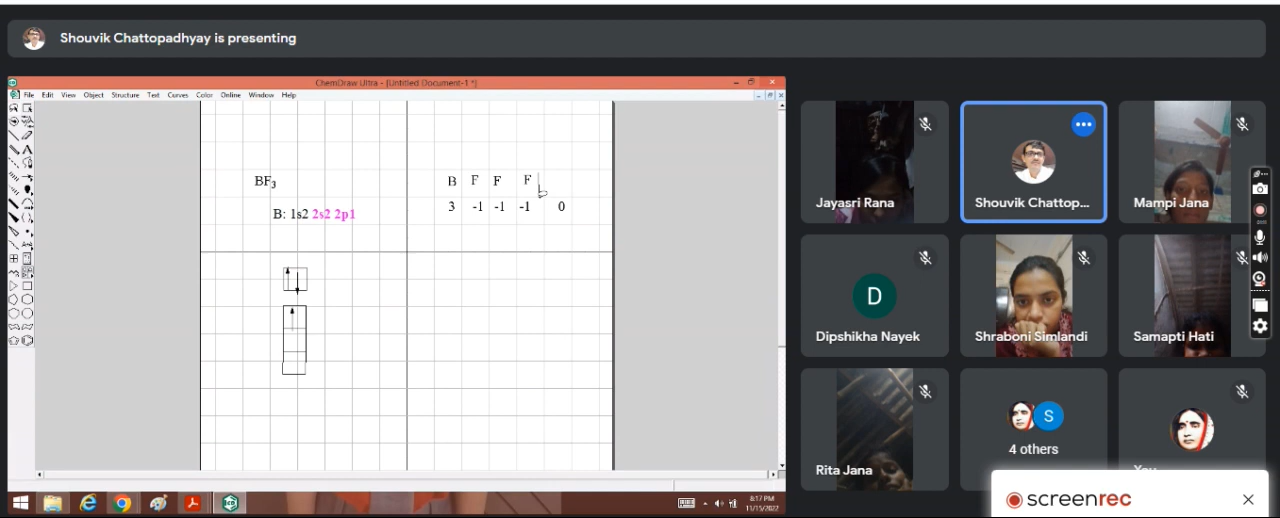 Shouvik Chattopadhyay is presenting
ChemDraw Ultra - [Untitled Document-1 *]
File Edit View Object Structure Text Curves Color Online Window Help
BF3
B F F F
3 -1 -1 -1 0
B: 1s2 2s2 2p1
Jayasri Rana
Shouvik Chattop...
Mampi Jana
D
Dipshikha Nayek
Shraboni Simlandi
Samapti Hati
S
Rita Jana
4 others
You
8:17 PM
11/15/2022
screenrec